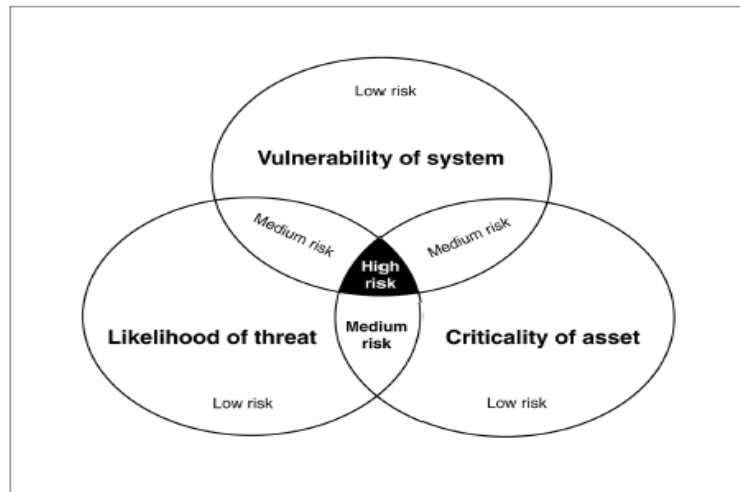 Low risk
Vulnerability of system
Medium risk
Medium risk
High
risk
Likelihood of threat
Medium
risk
Criticality of asset
Low risk
Low risk